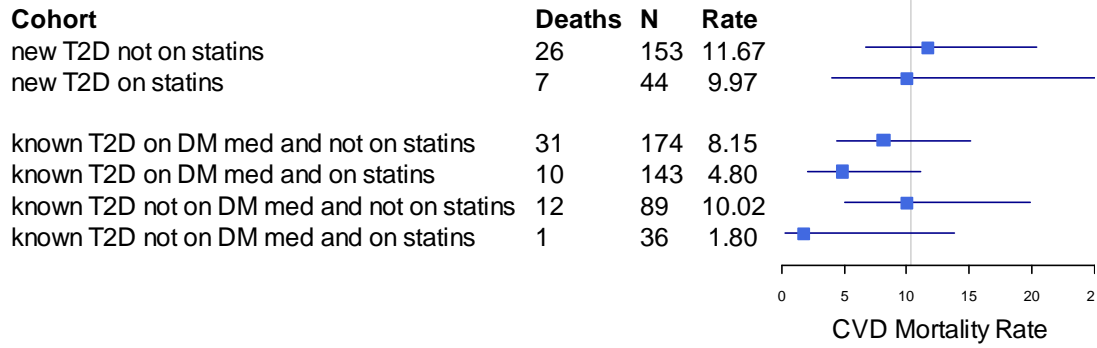 Cohort Deaths N Rate
new T2D not on statins 26 153 11.67
new T2D on statins 7 44 9.97
known T2D on DM med and not on statins 31 174 8.15
known T2D on DM med and on statins 10 143 4.80
known T2D not on DM med and not on statins 12 89 10.02
known T2D not on DM med and on statins 1 36 1.80
0 5 10 15 20
CVD Mortality Rate